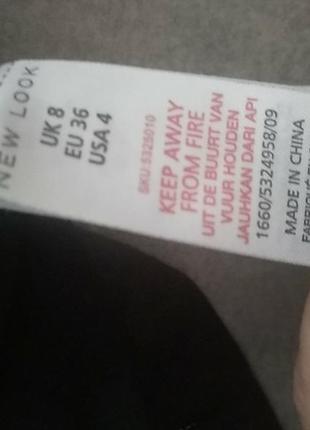 NEW LOOK
UK 8
EU 36
USA 4
SKU:5325010
KEEP AWAY
FROM FIRE
UIT DE BUURT VAN
VUUR HOUDEN
JAUHKAN DARI API
1660/5324958/09
MADE IN CHINA